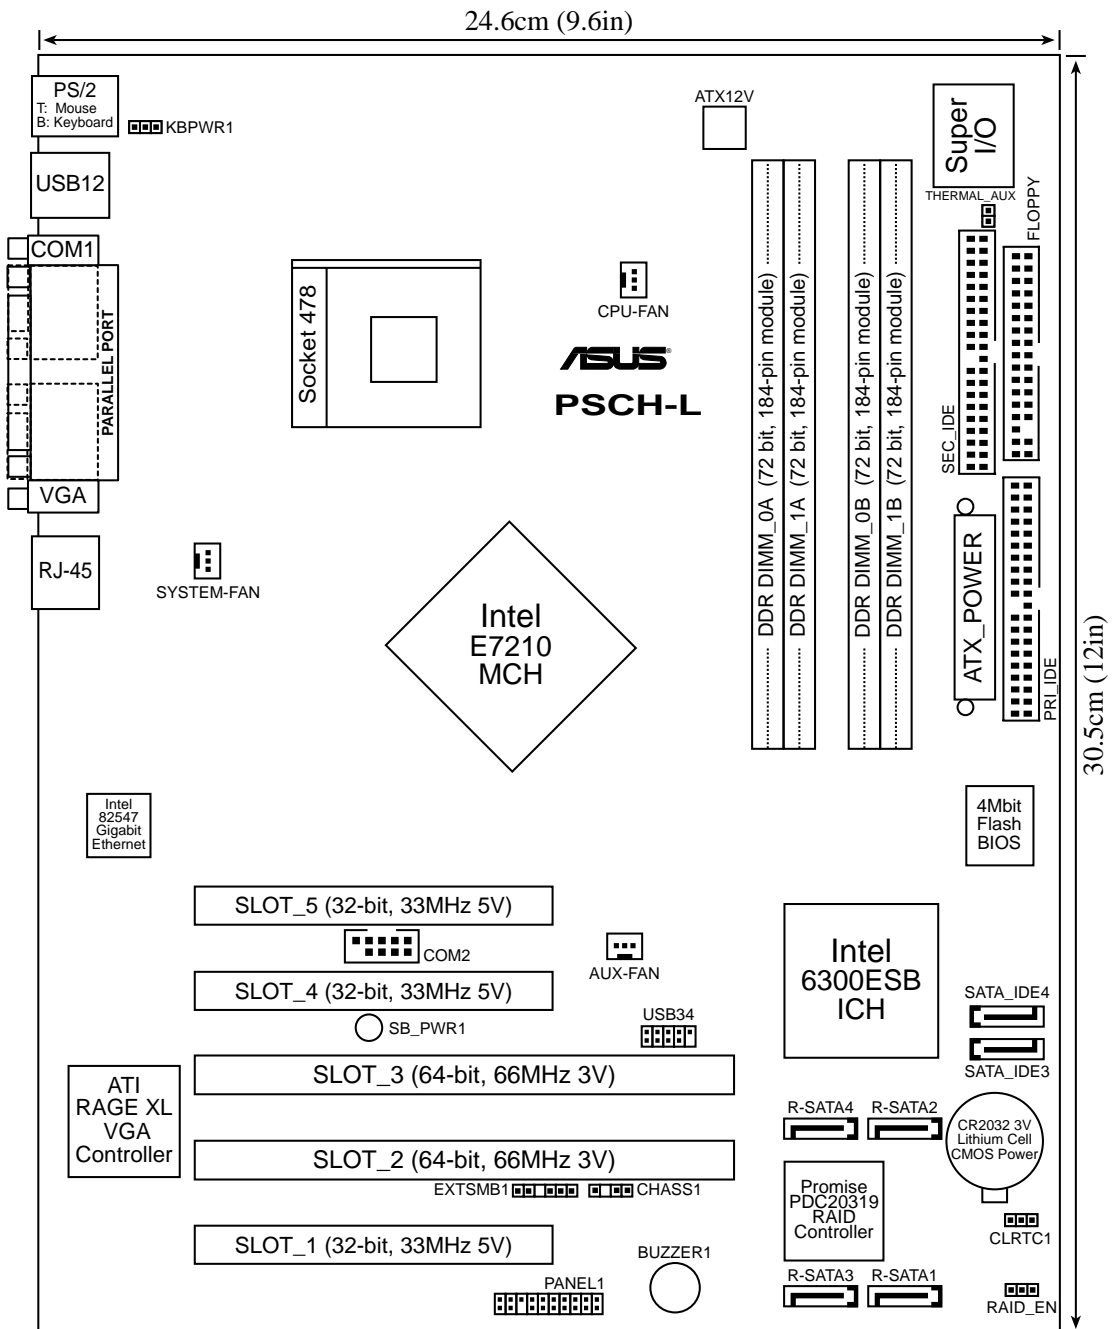 24.6cm (9.6in)
PS/2
T: Mouse
B: Keyboard
KBPWR1
ATX12V
Super
I/O
USB12
THERMAL_AUX
FLOPPY
COM1
PARALLEL PORT
Socket 478
CPU-FAN
ASUS®
PSCH-L
DDR DIMM_0A (72 bit, 184-pin module)
DDR DIMM_1A (72 bit, 184-pin module)
DDR DIMM_0B (72 bit, 184-pin module)
DDR DIMM_1B (72 bit, 184-pin module)
SEC_IDE
VGA
RJ-45
SYSTEM-FAN
Intel
E7210
MCH
ATX_POWER
PRI_IDE
30.5cm (12in)
Intel
82547
Gigabit
Ethernet
4Mbit
Flash
BIOS
SLOT_5 (32-bit, 33MHz 5V)
COM2
AUX-FAN
Intel
6300ESB
ICH
SLOT_4 (32-bit, 33MHz 5V)
SATA_IDE4
SB_PWR1
USB34
SATA_IDE3
SLOT_3 (64-bit, 66MHz 3V)
ATI
RAGE XL
VGA
Controller
R-SATA4
R-SATA2
CR2032 3V
Lithium Cell
CMOS Power
SLOT_2 (64-bit, 66MHz 3V)
EXTSMB1
CHASS1
Promise
PDC20319
RAID
Controller
CLRTC1
SLOT_1 (32-bit, 33MHz 5V)
BUZZER1
PANEL1
R-SATA3
R-SATA1
RAID_EN